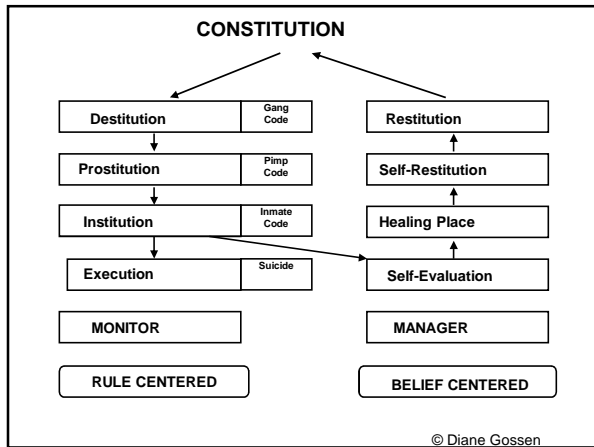 CONSTITUTION
Destitution
Gang
Code
Prostitution
Pimp
Code
Institution
Inmate
Code
Execution
Suicide
MONITOR
RULE CENTERED
Restitution
Self-Restitution
Healing Place
Self-Evaluation
MANAGER
BELIEF CENTERED
© Diane Gossen